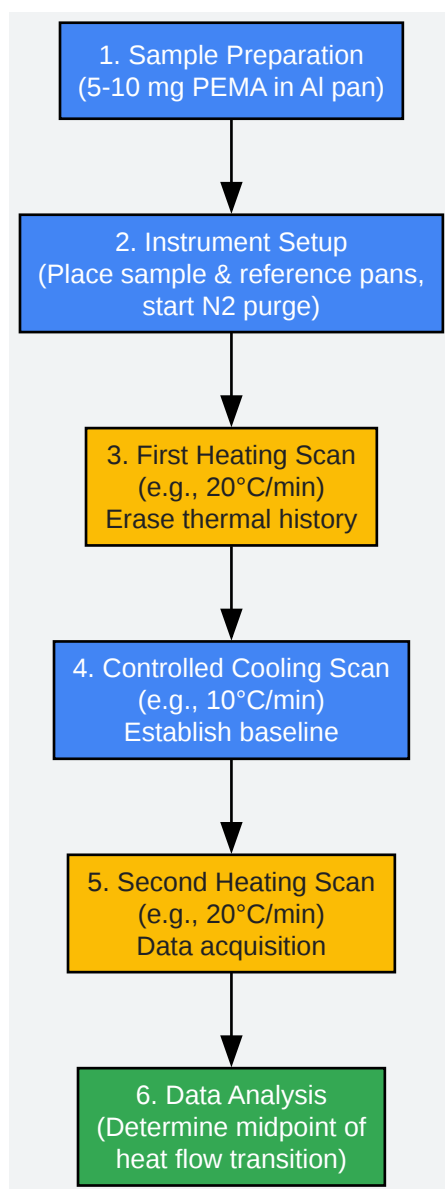 1. Sample Preparation
(5-10 mg PEMA in Al pan)
2. Instrument Setup
(Place sample & reference pans,
start N2 purge)
3. First Heating Scan
(e.g., 20°C/min)
Erase thermal history
4. Controlled Cooling Scan
(e.g., 10°C/min)
Establish baseline
5. Second Heating Scan
(e.g., 20°C/min)
Data acquisition
6. Data Analysis
(Determine midpoint of
heat flow transition)